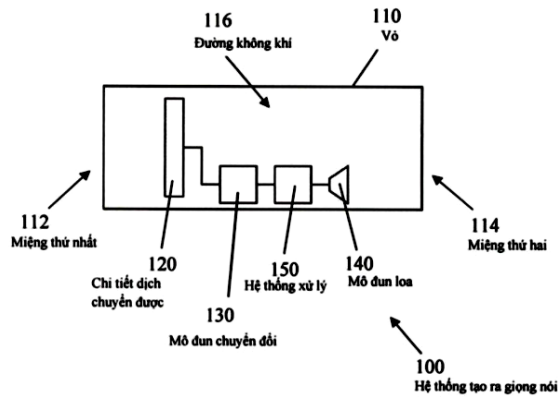 116
Đường không khí
110
Vỏ
112
Miệng thứ nhất
114
Miệng thứ hai
120
Chi tiết dịch
chuyển được
130
Mô đun chuyển đổi
150
Hệ thống xử lý
140
Mô đun loa
100
Hệ thống tạo ra giọng nói